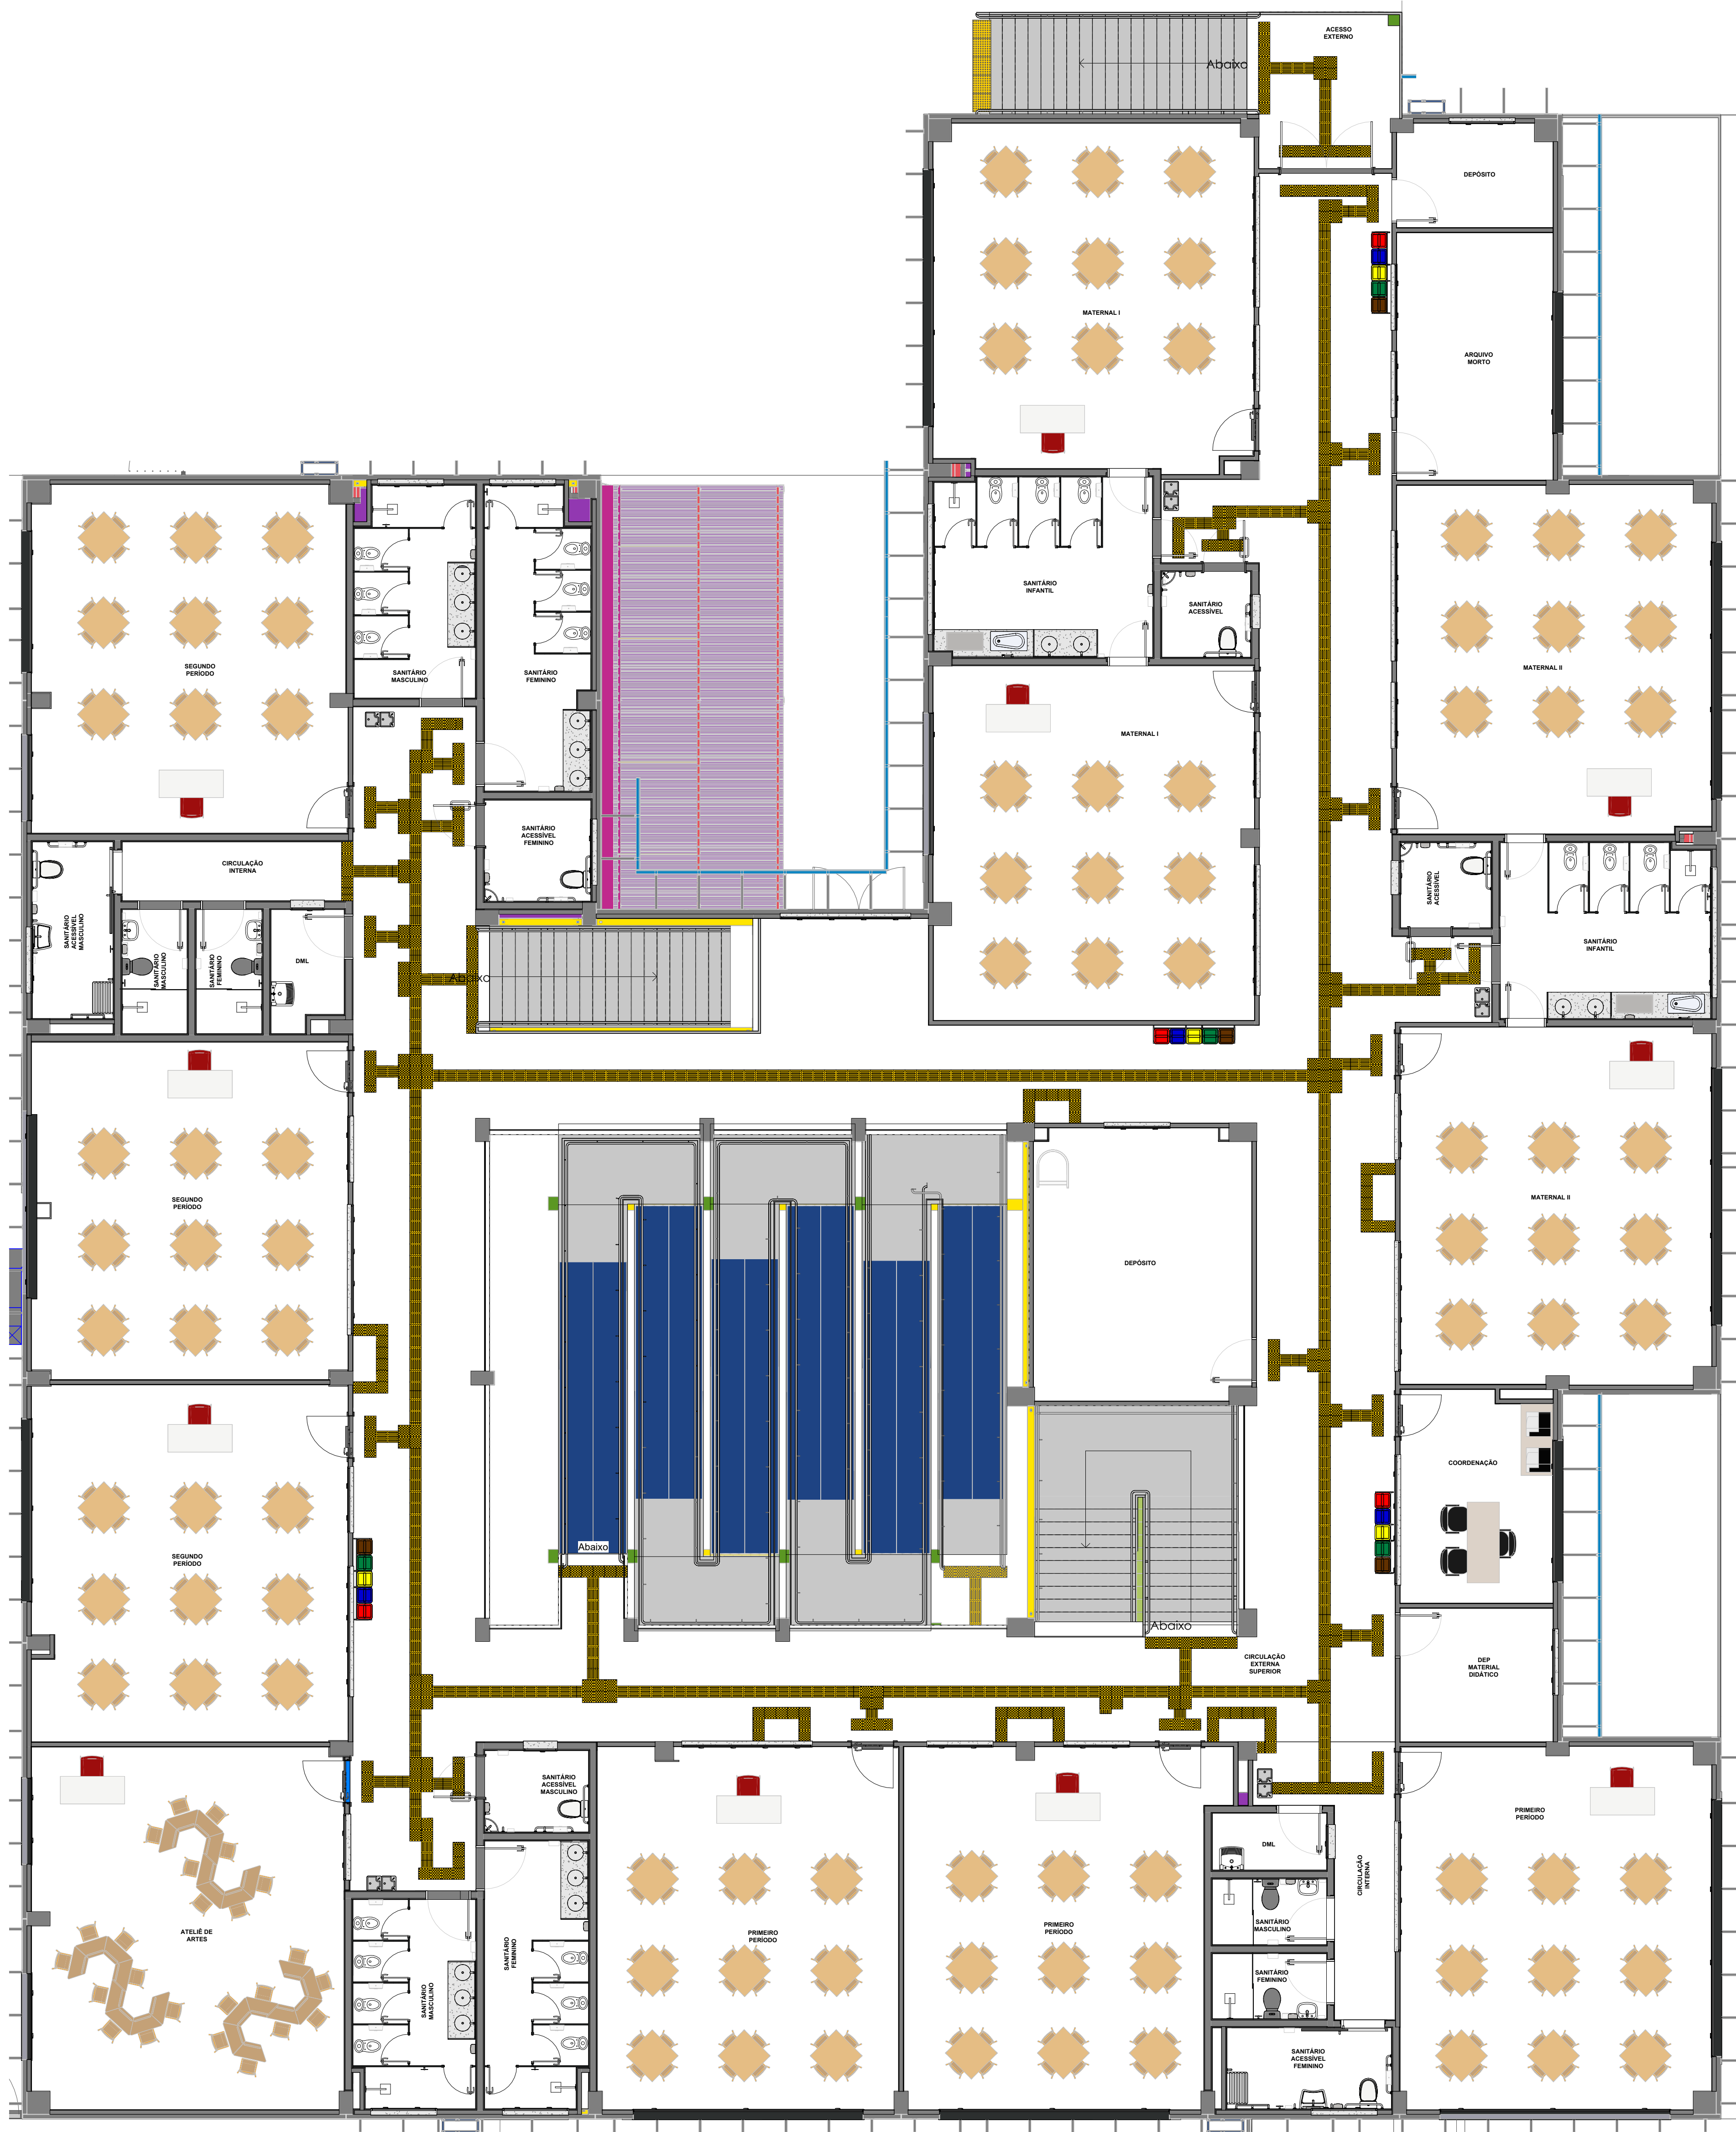 ACESSO
EXTERNO
Abaixo
DEPÓSITO
MATERNAL I
ARQUIVO
MORTO
SEGUNDO
PERÍODO
SANITÁRIO
MASCULINO
SANITÁRIO
FEMININO
SANITÁRIO
INFANTIL
SANITÁRIO
ACESSÍVEL
MATERNAL II
MATERNAL I
SANITÁRIO
ACESSÍVEL
FEMININO
CIRCULAÇÃO
INTERNA
SANITÁRIO
ACESSÍVEL
MASCULINO
SANITÁRIO
MASCULINO
SANITÁRIO
FEMININO
DML
Abaixo
SANITÁRIO
ACESSÍVEL
SANITÁRIO
INFANTIL
SEGUNDO
PERÍODO
MATERNAL II
DEPÓSITO
SEGUNDO
PERÍODO
Abaixo
COORDENAÇÃO
Abaixo
CIRCULAÇÃO
EXTERNA
SUPERIOR
DEP
MATERIAL
DIDÁTICO
SANITÁRIO
ACESSÍVEL
MASCULINO
PRIMEIRO
PERÍODO
DML
CIRCULAÇÃO
INTERNA
ATELIÊ DE
ARTES
SANITÁRIO
MASCULINO
SANITÁRIO
FEMININO
PRIMEIRO
PERÍODO
PRIMEIRO
PERÍODO
SANITÁRIO
MASCULINO
SANITÁRIO
FEMININO
SANITÁRIO
ACESSÍVEL
FEMININO